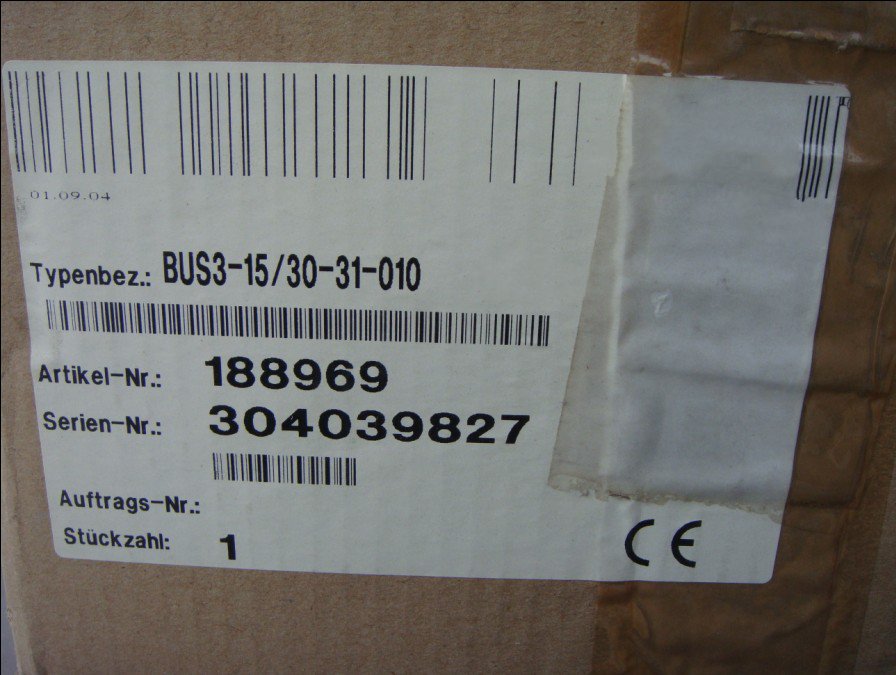 01.09.04
Typenbez.: BUS3-15/30-31-010
Artikel-Nr.: 188969
Serien-Nr.: 304039827
Auftrags-Nr.:
Stückzahl: 1
CE